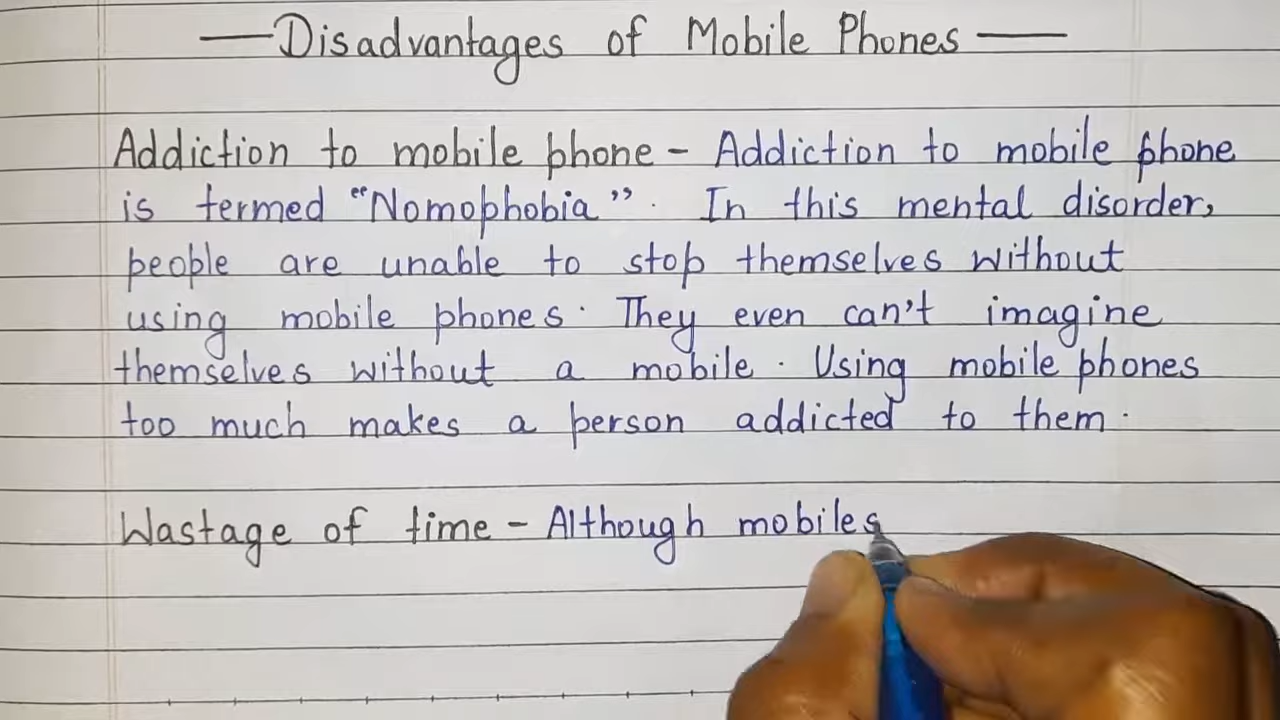 — Disadvantages of Mobile Phones —
Addiction to mobile phone - Addiction to mobile phone
is termed "Nomophobia". In this mental disorder,
people are unable to stop themselves without
using mobile phones. They even can't imagine
themselves without a mobile. Using mobile phones
too much makes a person addicted to them.
Wastage of time - Although mobiles